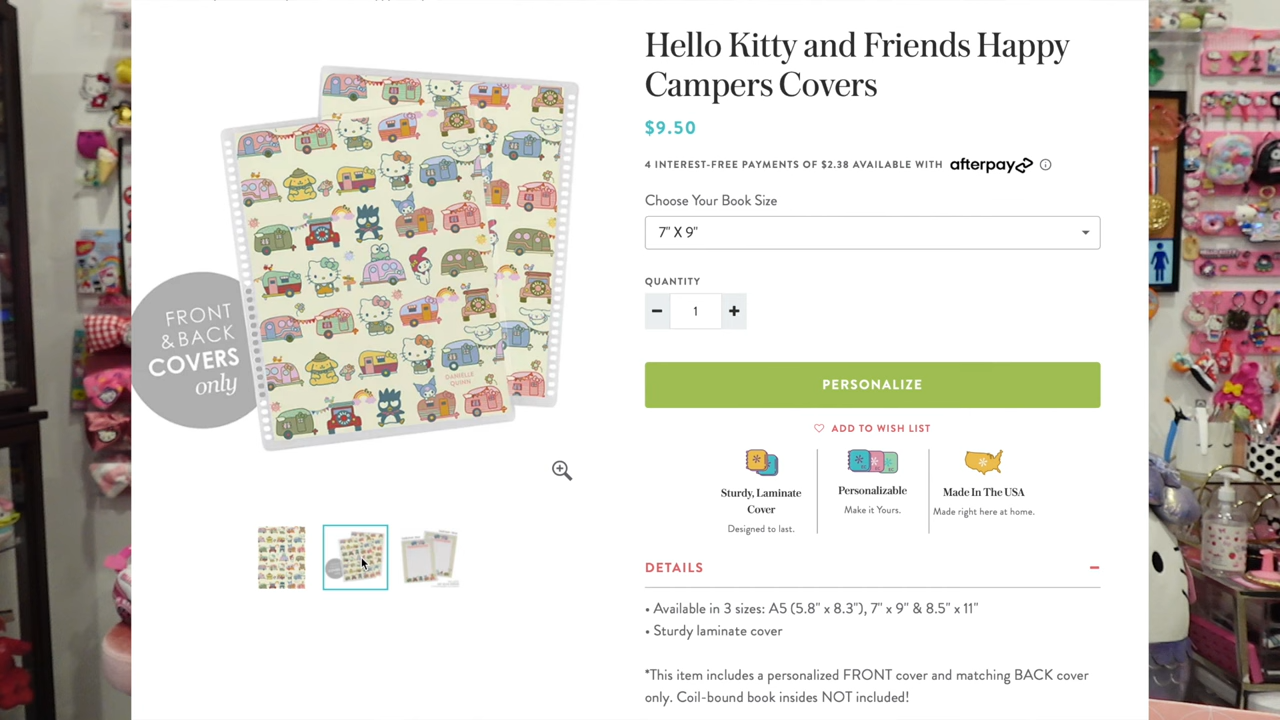 Hello Kitty and Friends Happy
Campers Covers
$9.50
4 INTEREST-FREE PAYMENTS OF $2.38 AVAILABLE WITH afterpay
Choose Your Book Size
7" X 9"
QUANTITY
− 1 +
PERSONALIZE
ADD TO WISH LIST
Sturdy, Laminate
Cover
Designed to last.
Personalizable
Make it Yours.
Made In The USA
Made right here at home.
DETAILS −
• Available in 3 sizes: A5 (5.8" x 8.3"), 7" x 9" & 8.5" x 11"
• Sturdy laminate cover
*This item includes a personalized FRONT cover and matching BACK cover
only. Coil-bound book insides NOT included!
FRONT
& BACK
COVERS
only
DANIELLE
QUINN